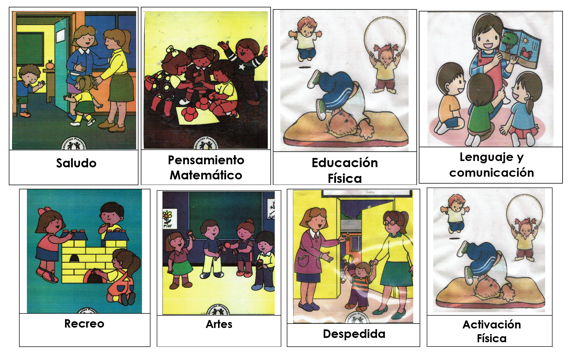 Saludo
Pensamiento
Matemático
Educación
Física
Lenguaje y
comunicación
Recreo
Artes
Despedida
Activación
Física